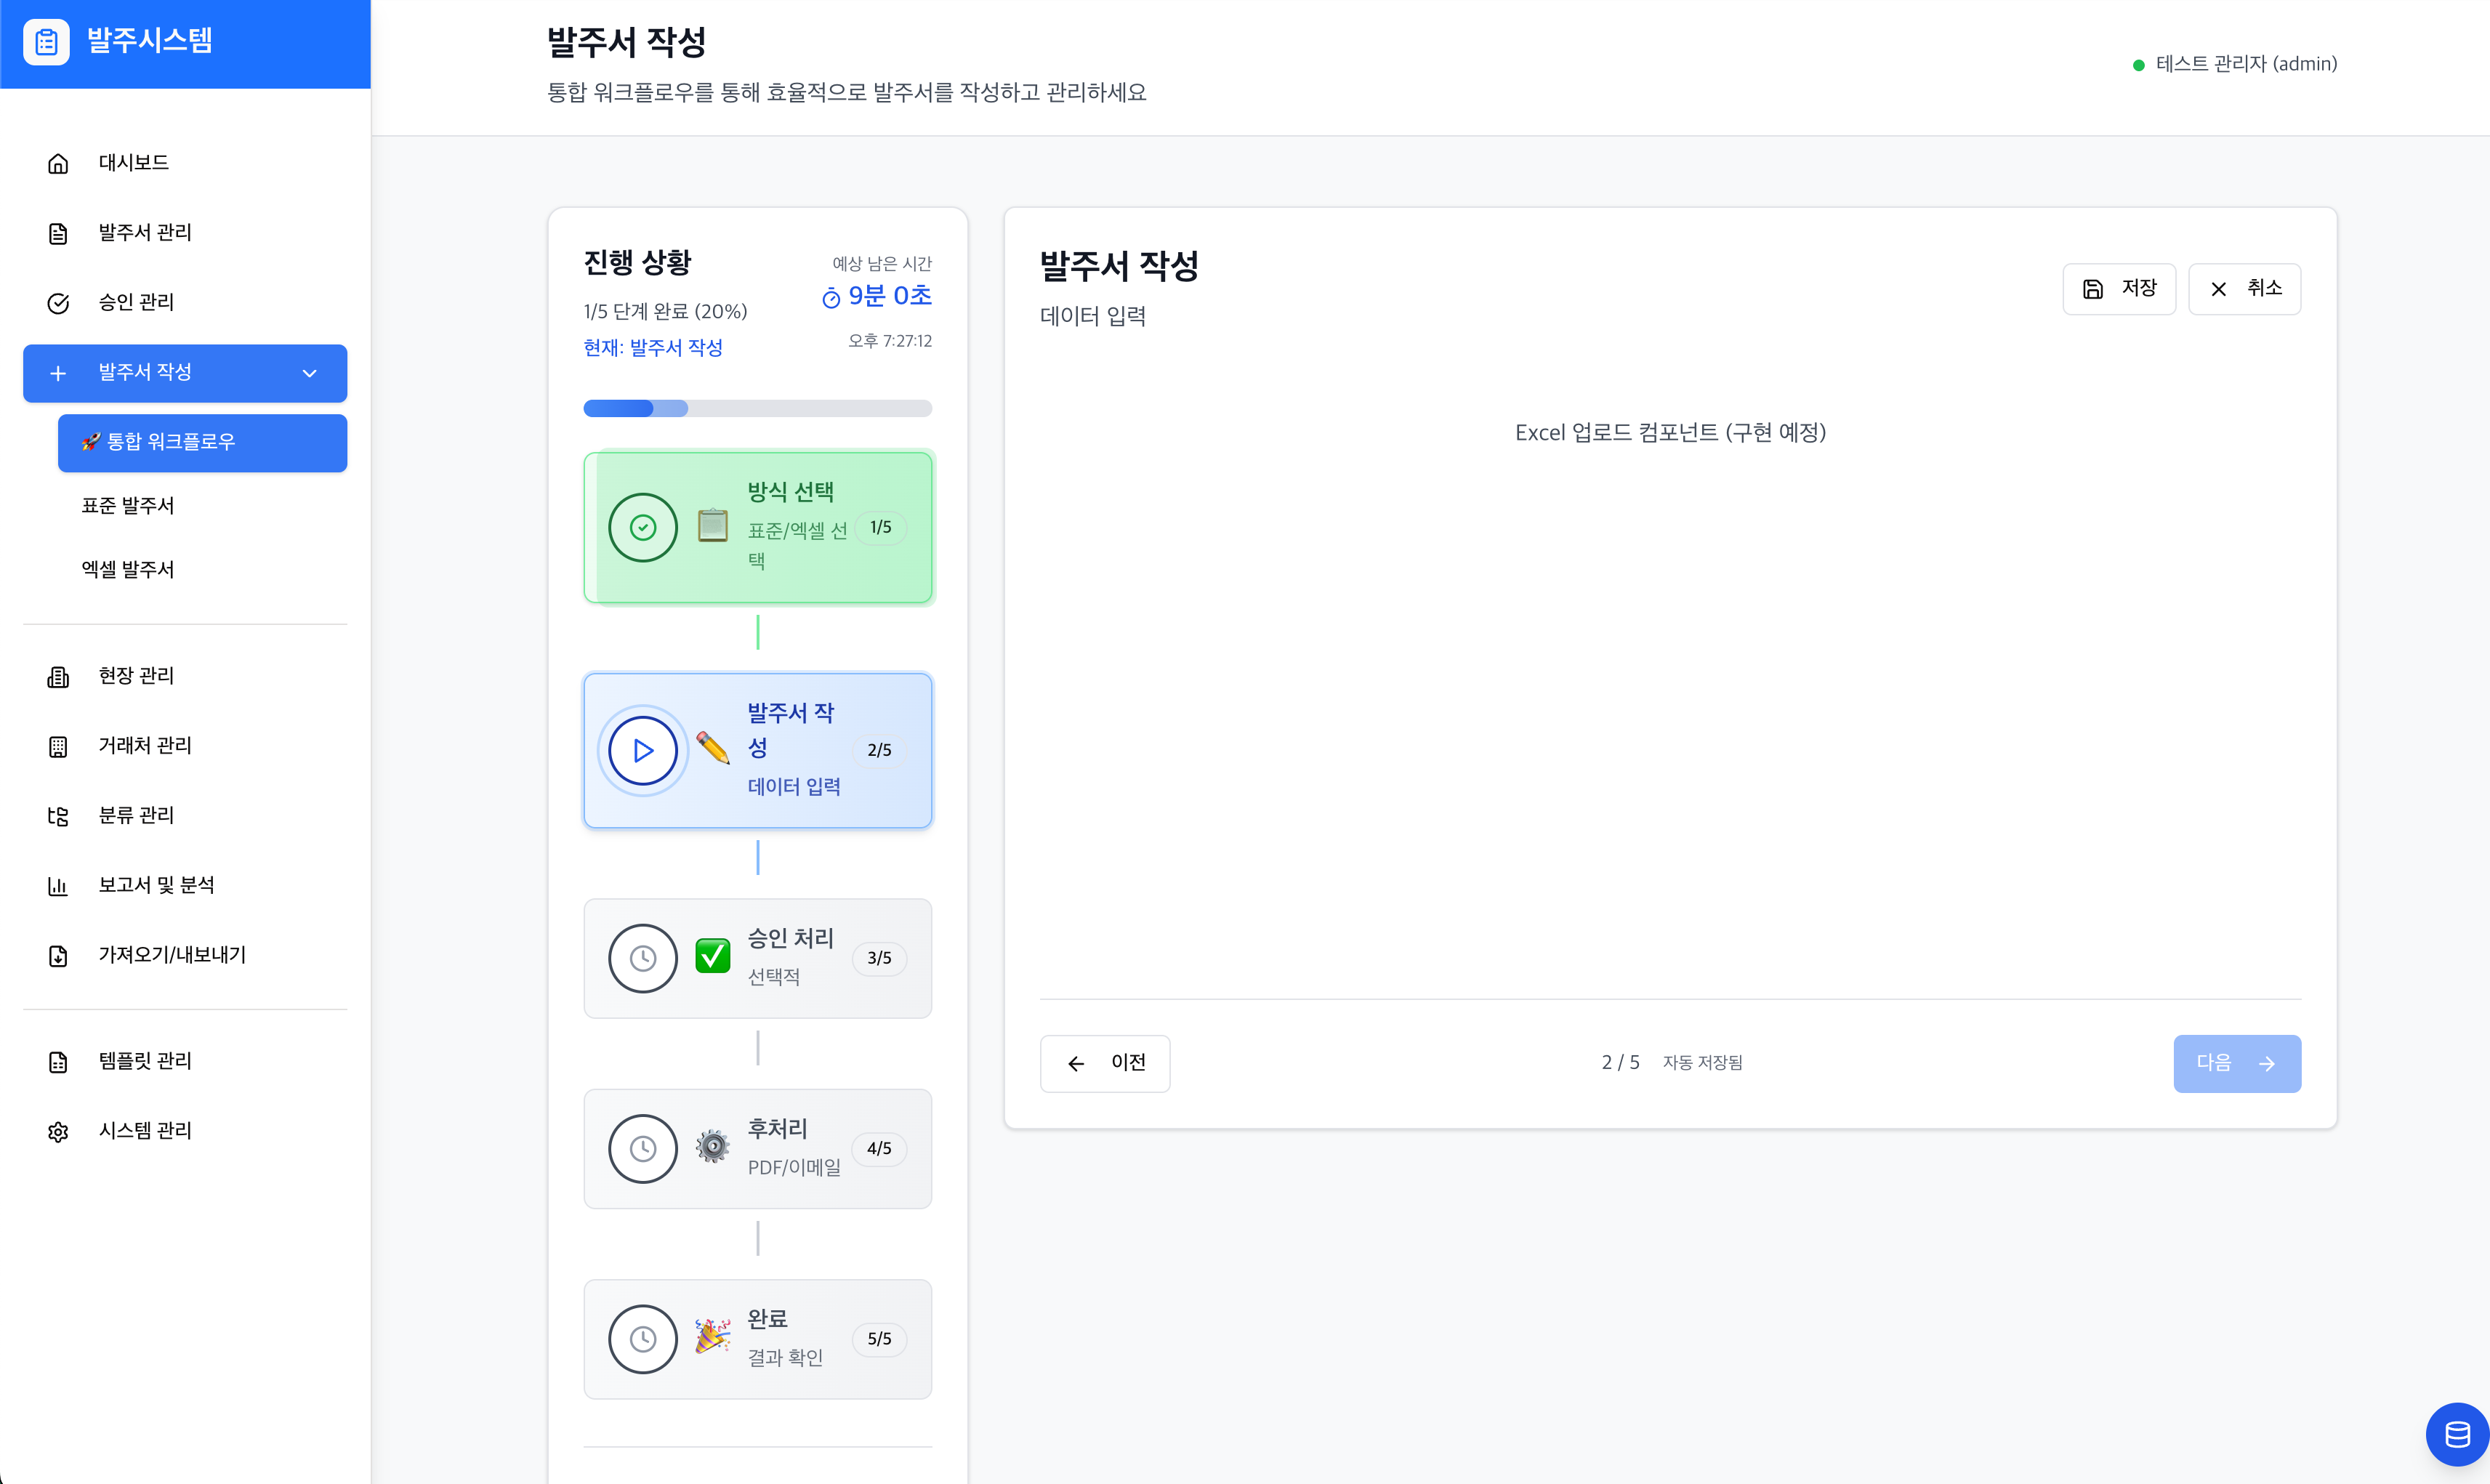 발주시스템
대시보드
발주서 관리
승인 관리
발주서 작성
🚀 통합 워크플로우
표준 발주서
엑셀 발주서
현장 관리
거래처 관리
분류 관리
보고서 및 분석
가져오기/내보내기
템플릿 관리
시스템 관리
발주서 작성
통합 워크플로우를 통해 효율적으로 발주서를 작성하고 관리하세요
테스트 관리자 (admin)
진행 상황
1/5 단계 완료 (20%)
현재: 발주서 작성
예상 남은 시간
9분 0초
오후 7:27:12
방식 선택
표준/엑셀 선
택
1/5
발주서 작
성
데이터 입력
2/5
승인 처리
선택적
3/5
후처리
PDF/이메일
4/5
완료
결과 확인
5/5
발주서 작성
데이터 입력
저장
취소
Excel 업로드 컴포넌트 (구현 예정)
이전
2 / 5 자동 저장됨
다음